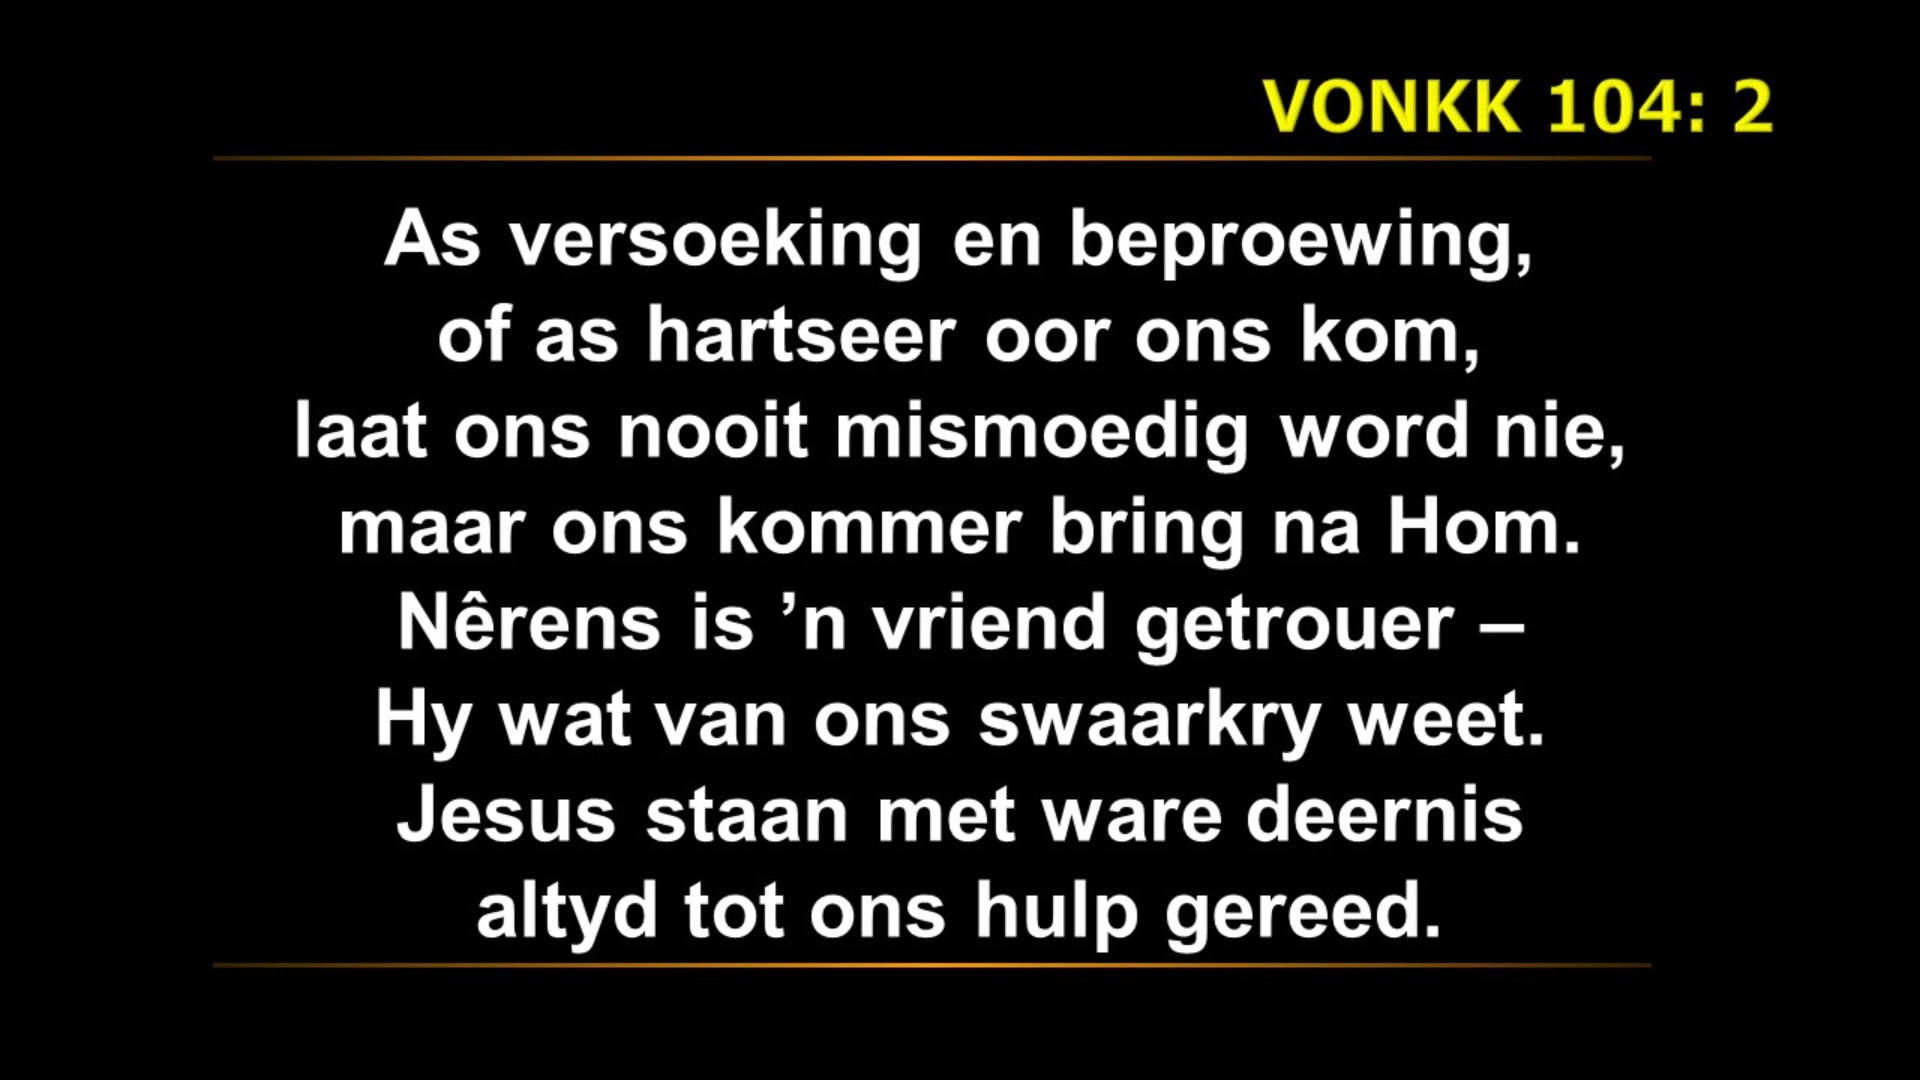 VONKK 104: 2
As versoeking en beproewing,
of as hartseer oor ons kom,
laat ons nooit mismoedig word nie,
maar ons kommer bring na Hom.
Nêrens is ’n vriend getrouer –
Hy wat van ons swaarkry weet.
Jesus staan met ware deernis
altyd tot ons hulp gereed.